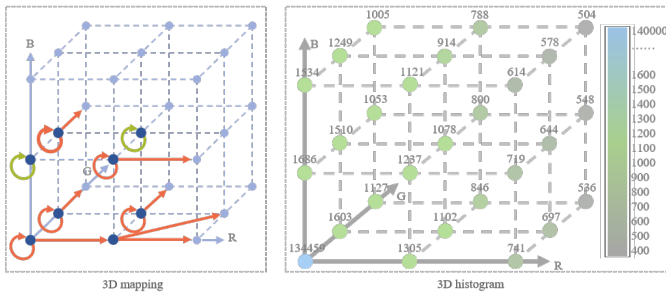 B
G
R
3D mapping
1005 788 504
B
1249 914 578
1534 1121 614
1053 800 548
1510 1078 644
1686 1237 719
1127 846 536
G
1603 1102 697
134459 1305 741
R
3D histogram
140000
......
1600
1500
1400
1300
1200
1100
1000
900
800
700
600
500
400